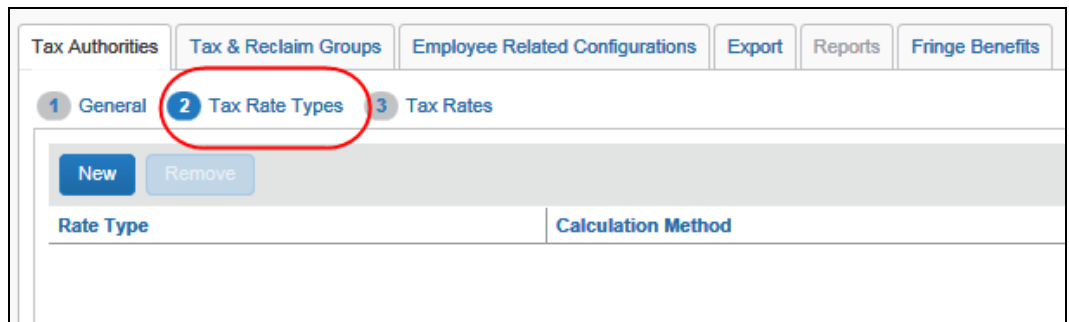 Tax Authorities Tax & Reclaim Groups Employee Related Configurations Export Reports Fringe Benefits
1 General 2 Tax Rate Types 3 Tax Rates
New Remove
Rate Type Calculation Method